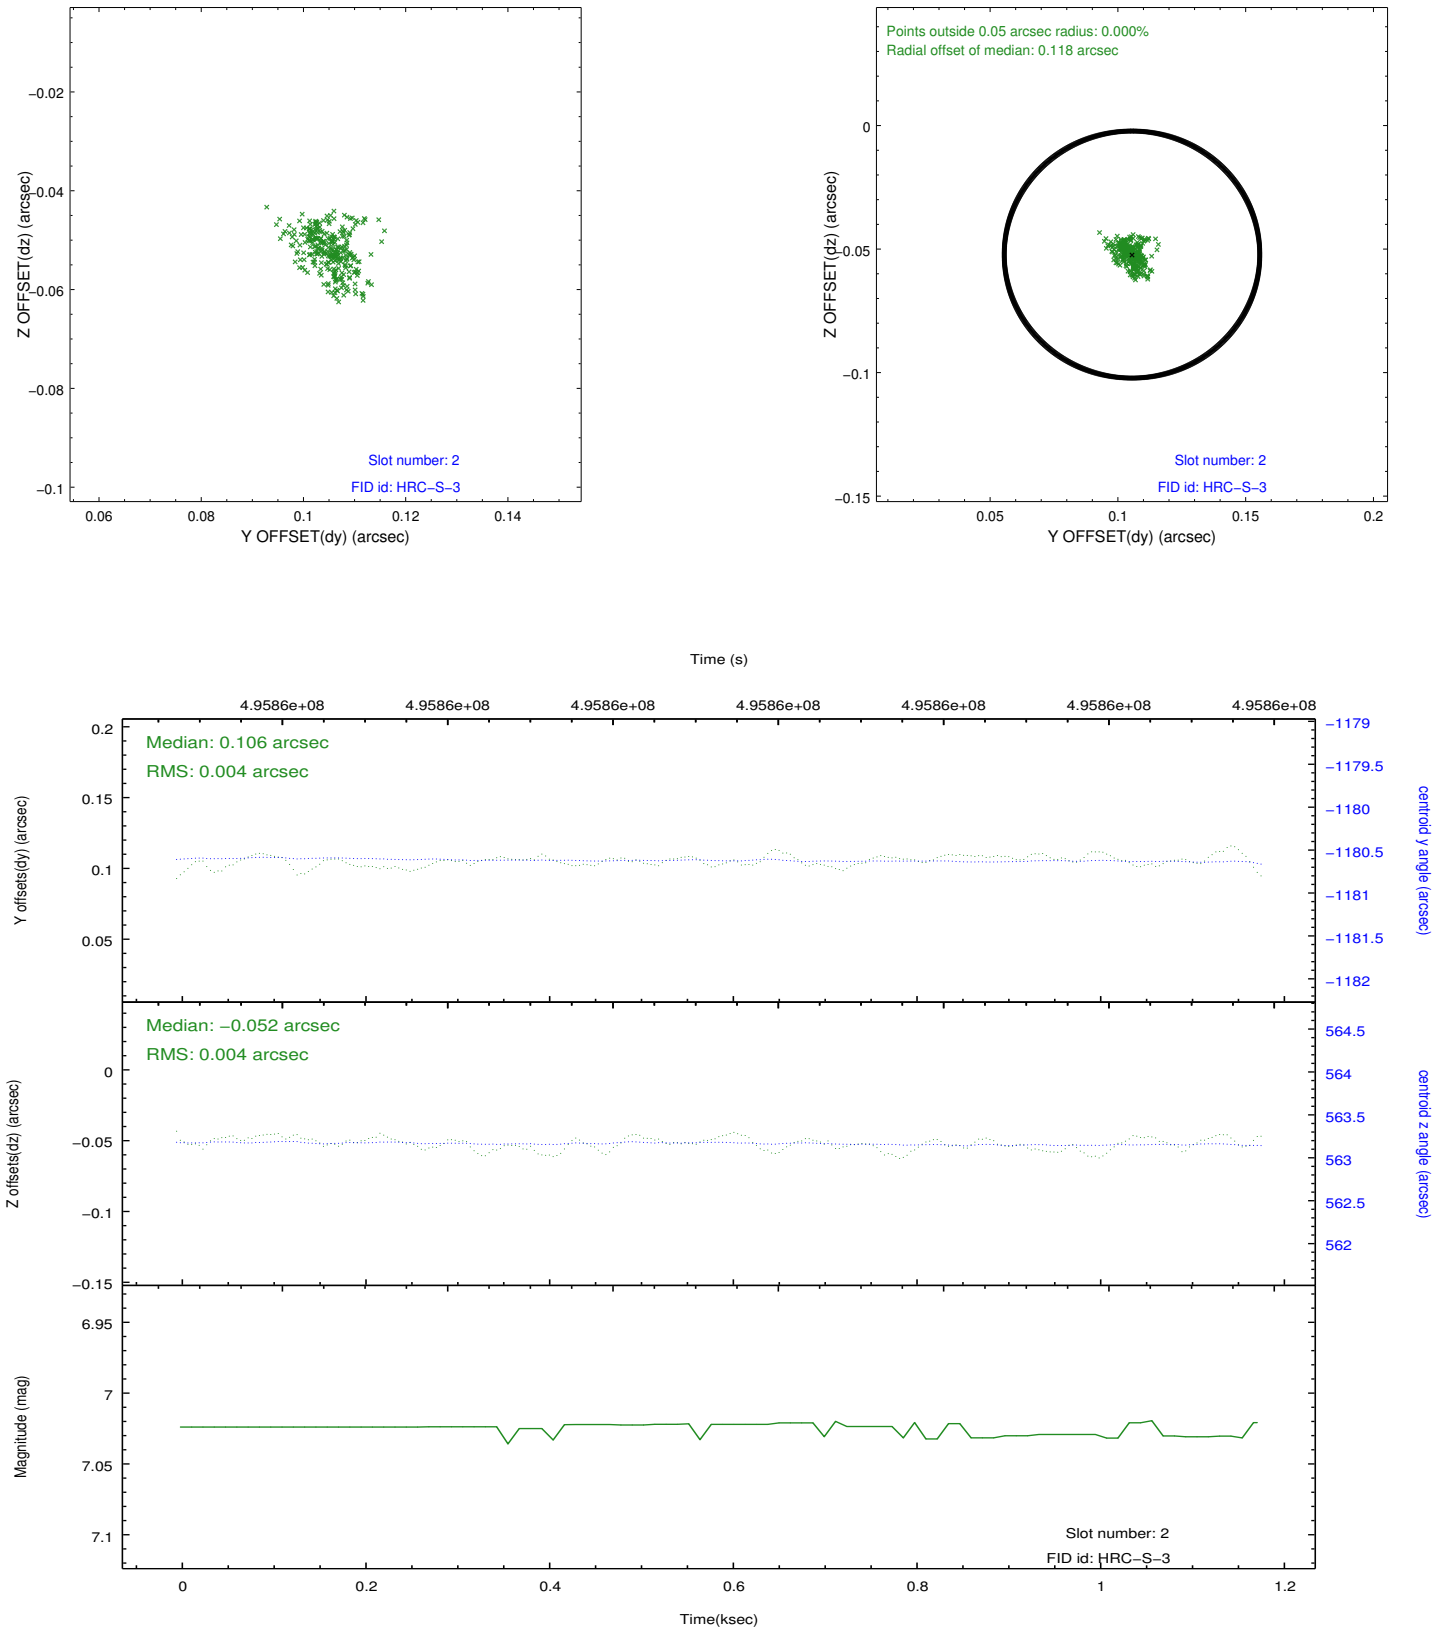 −0.02
−0.04
−0.06
−0.08
−0.1
Z OFFSET(dz) (arcsec)
Slot number: 2
FID id: HRC−S−3
0.06
0.08
0.1
0.12
0.14
Y OFFSET(dy) (arcsec)
Points outside 0.05 arcsec radius: 0.000%
Radial offset of median: 0.118 arcsec
0
−0.05
−0.1
−0.15
Z OFFSET(dz) (arcsec)
Slot number: 2
FID id: HRC−S−3
0.05
0.1
0.15
0.2
Y OFFSET(dy) (arcsec)
Time (s)
4.9586e+08
4.9586e+08
4.9586e+08
4.9586e+08
4.9586e+08
4.9586e+08
4.9586e+08
Median: 0.106 arcsec
RMS: 0.004 arcsec
0.2
0.15
0.1
0.05
Y offsets(dy) (arcsec)
−1179
−1179.5
−1180
−1180.5
−1181
−1181.5
−1182
centroid y angle (arcsec)
Median: −0.052 arcsec
RMS: 0.004 arcsec
0
−0.05
−0.1
−0.15
Z offsets(dz) (arcsec)
564.5
564
563.5
563
562.5
562
centroid z angle (arcsec)
6.95
7
7.05
7.1
Magnitude (mag)
Slot number: 2
FID id: HRC−S−3
0
0.2
0.4
0.6
0.8
1
1.2
Time(ksec)